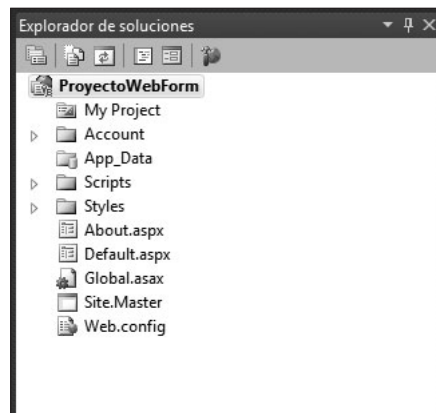 Explorador de soluciones
ProyectoWebForm
My Project
Account
App_Data
Scripts
Styles
About.aspx
Default.aspx
Global.asax
Site.Master
Web.config